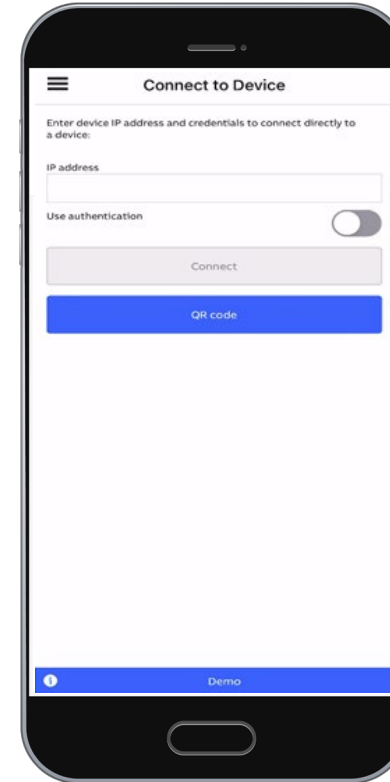 Connect to Device
Enter device IP address and credentials to connect directly to
a device:
IP address
Use authentication
Connect
QR code
Demo